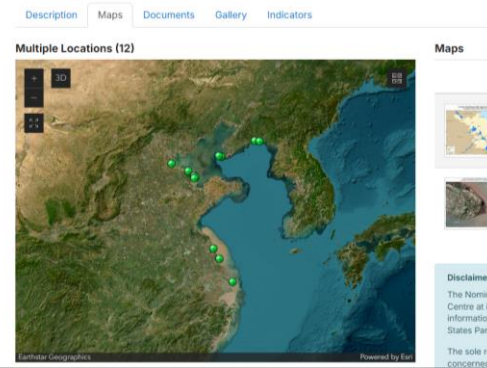 Description Maps Documents Gallery Indicators
Multiple Locations (12)
Maps
+ 3D
−
Earthstar Geographics Powered by Esri
Disclaime
The Nomi
Centre at i
informatio
States Par
The sole r
concerned